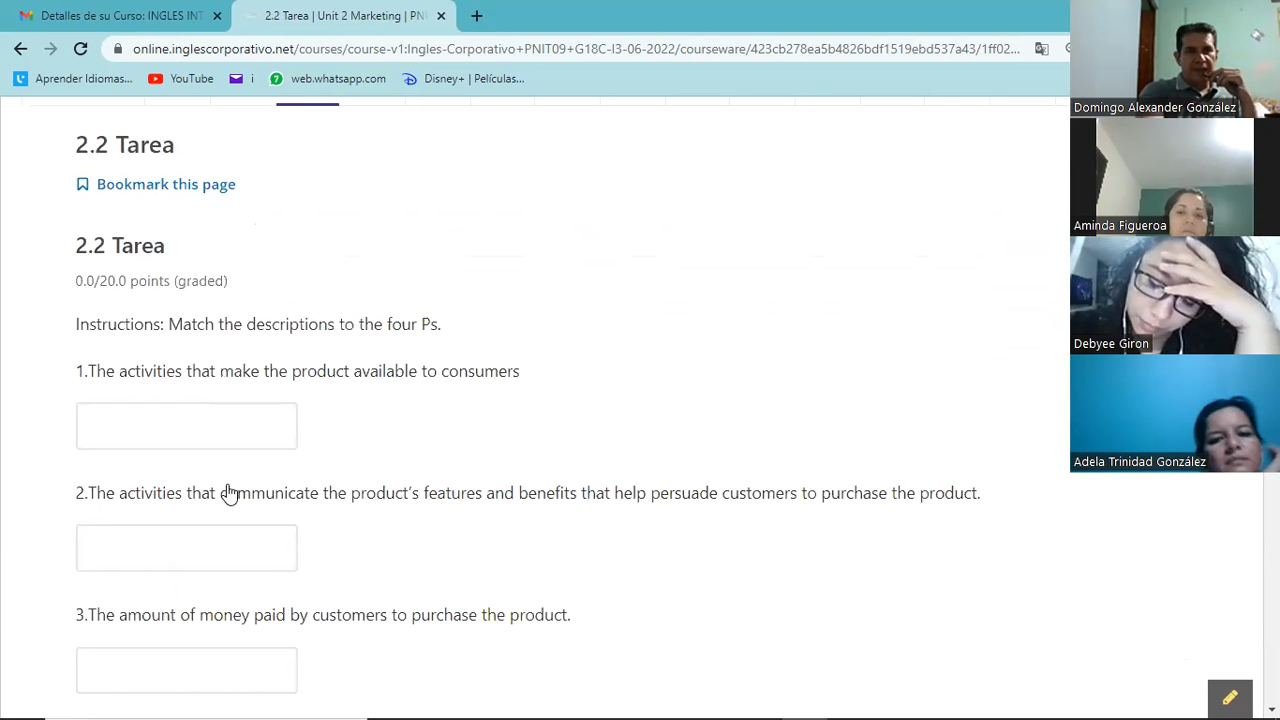 Detalles de su Curso: INGLES INT
2.2 Tarea | Unit 2 Marketing | PNI
online.inglescorporativo.net/courses/course-v1:Ingles-Corporativo+PNIT09+G18C-I3-06-2022/courseware/423cb278ea5b4826bdf1519ebd537a43/1ff02...
Aprender Idiomas...
YouTube
i
web.whatsapp.com
Disney+ | Películas...
2.2 Tarea
Bookmark this page
2.2 Tarea
0.0/20.0 points (graded)
Instructions: Match the descriptions to the four Ps.
1.The activities that make the product available to consumers
2.The activities that communicate the product's features and benefits that help persuade customers to purchase the product.
3.The amount of money paid by customers to purchase the product.
Domingo Alexander González
Aminda Figueroa
Debyee Giron
Adela Trinidad González